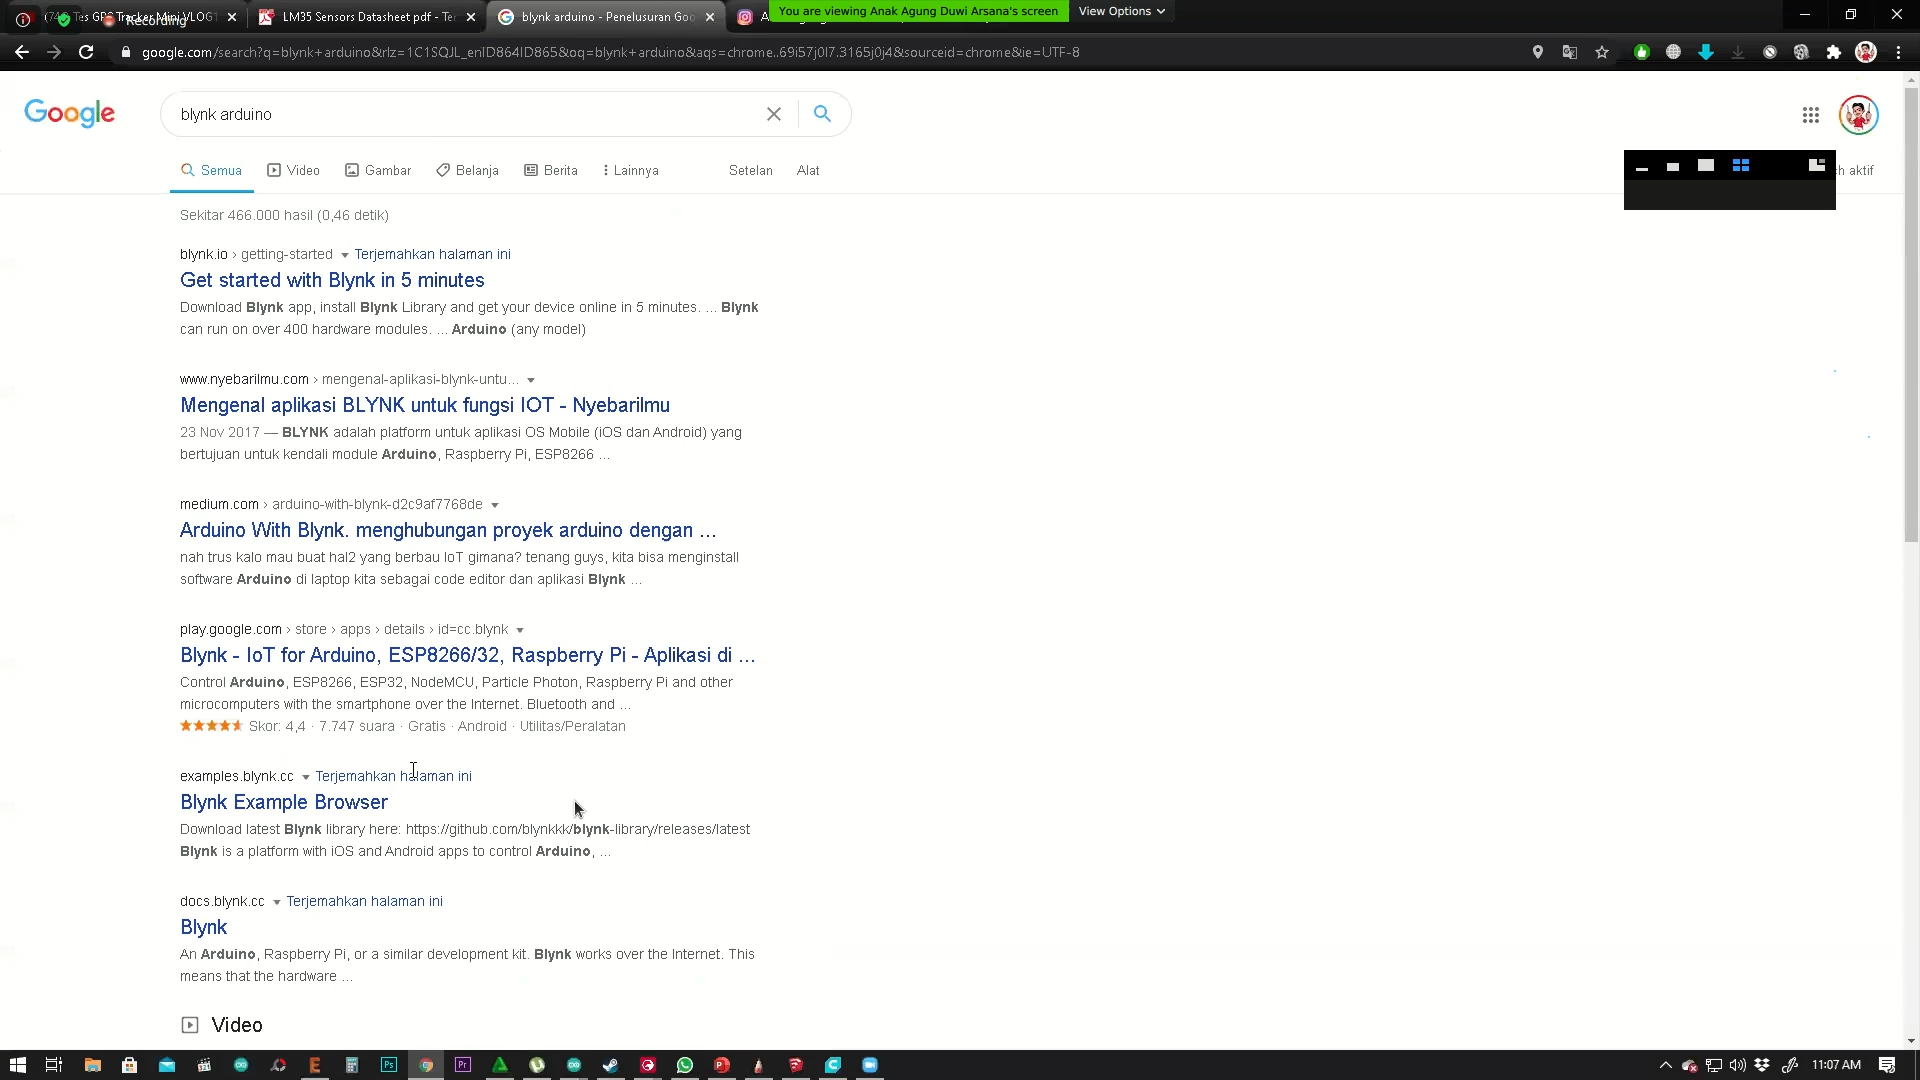 (740 Tes GPS Tracker Mini VLOG
Recording
LM35 Sensors Datasheet pdf - Te
blynk arduino - Penelusuran Goo
You are viewing Anak Agung Duwi Arsana's screen
View Options
google.com/search?q=blynk+arduino&rlz=1C1SQJL_enID864ID865&oq=blynk+arduino&aqs=chrome..69i57j0l7.3165j0j4&sourceid=chrome&ie=UTF-8
Google
blynk arduino
Semua Video Gambar Belanja Berita Lainnya Setelan Alat
h aktif
Sekitar 466.000 hasil (0,46 detik)
blynk.io › getting-started Terjemahkan halaman ini
Get started with Blynk in 5 minutes
Download Blynk app, install Blynk Library and get your device online in 5 minutes. ... Blynk
can run on over 400 hardware modules. ... Arduino (any model)
www.nyebarilmu.com › mengenal-aplikasi-blynk-untu...
Mengenal aplikasi BLYNK untuk fungsi IOT - Nyebarilmu
23 Nov 2017 — BLYNK adalah platform untuk aplikasi OS Mobile (iOS dan Android) yang
bertujuan untuk kendali module Arduino, Raspberry Pi, ESP8266 ...
medium.com › arduino-with-blynk-d2c9af7768de
Arduino With Blynk. menghubungan proyek arduino dengan ...
nah trus kalo mau buat hal2 yang berbau IoT gimana? tenang guys, kita bisa menginstall
software Arduino di laptop kita sebagai code editor dan aplikasi Blynk ...
play.google.com › store › apps › details › id=cc.blynk
Blynk - IoT for Arduino, ESP8266/32, Raspberry Pi - Aplikasi di ...
Control Arduino, ESP8266, ESP32, NodeMCU, Particle Photon, Raspberry Pi and other
microcomputers with the smartphone over the Internet. Bluetooth and ...
Skor: 4,4 · 7.747 suara · Gratis · Android · Utilitas/Peralatan
examples.blynk.cc Terjemahkan halaman ini
Blynk Example Browser
Download latest Blynk library here: https://github.com/blynkkk/blynk-library/releases/latest
Blynk is a platform with iOS and Android apps to control Arduino, ...
docs.blynk.cc Terjemahkan halaman ini
Blynk
An Arduino, Raspberry Pi, or a similar development kit. Blynk works over the Internet. This
means that the hardware ...
Video
11:07 AM